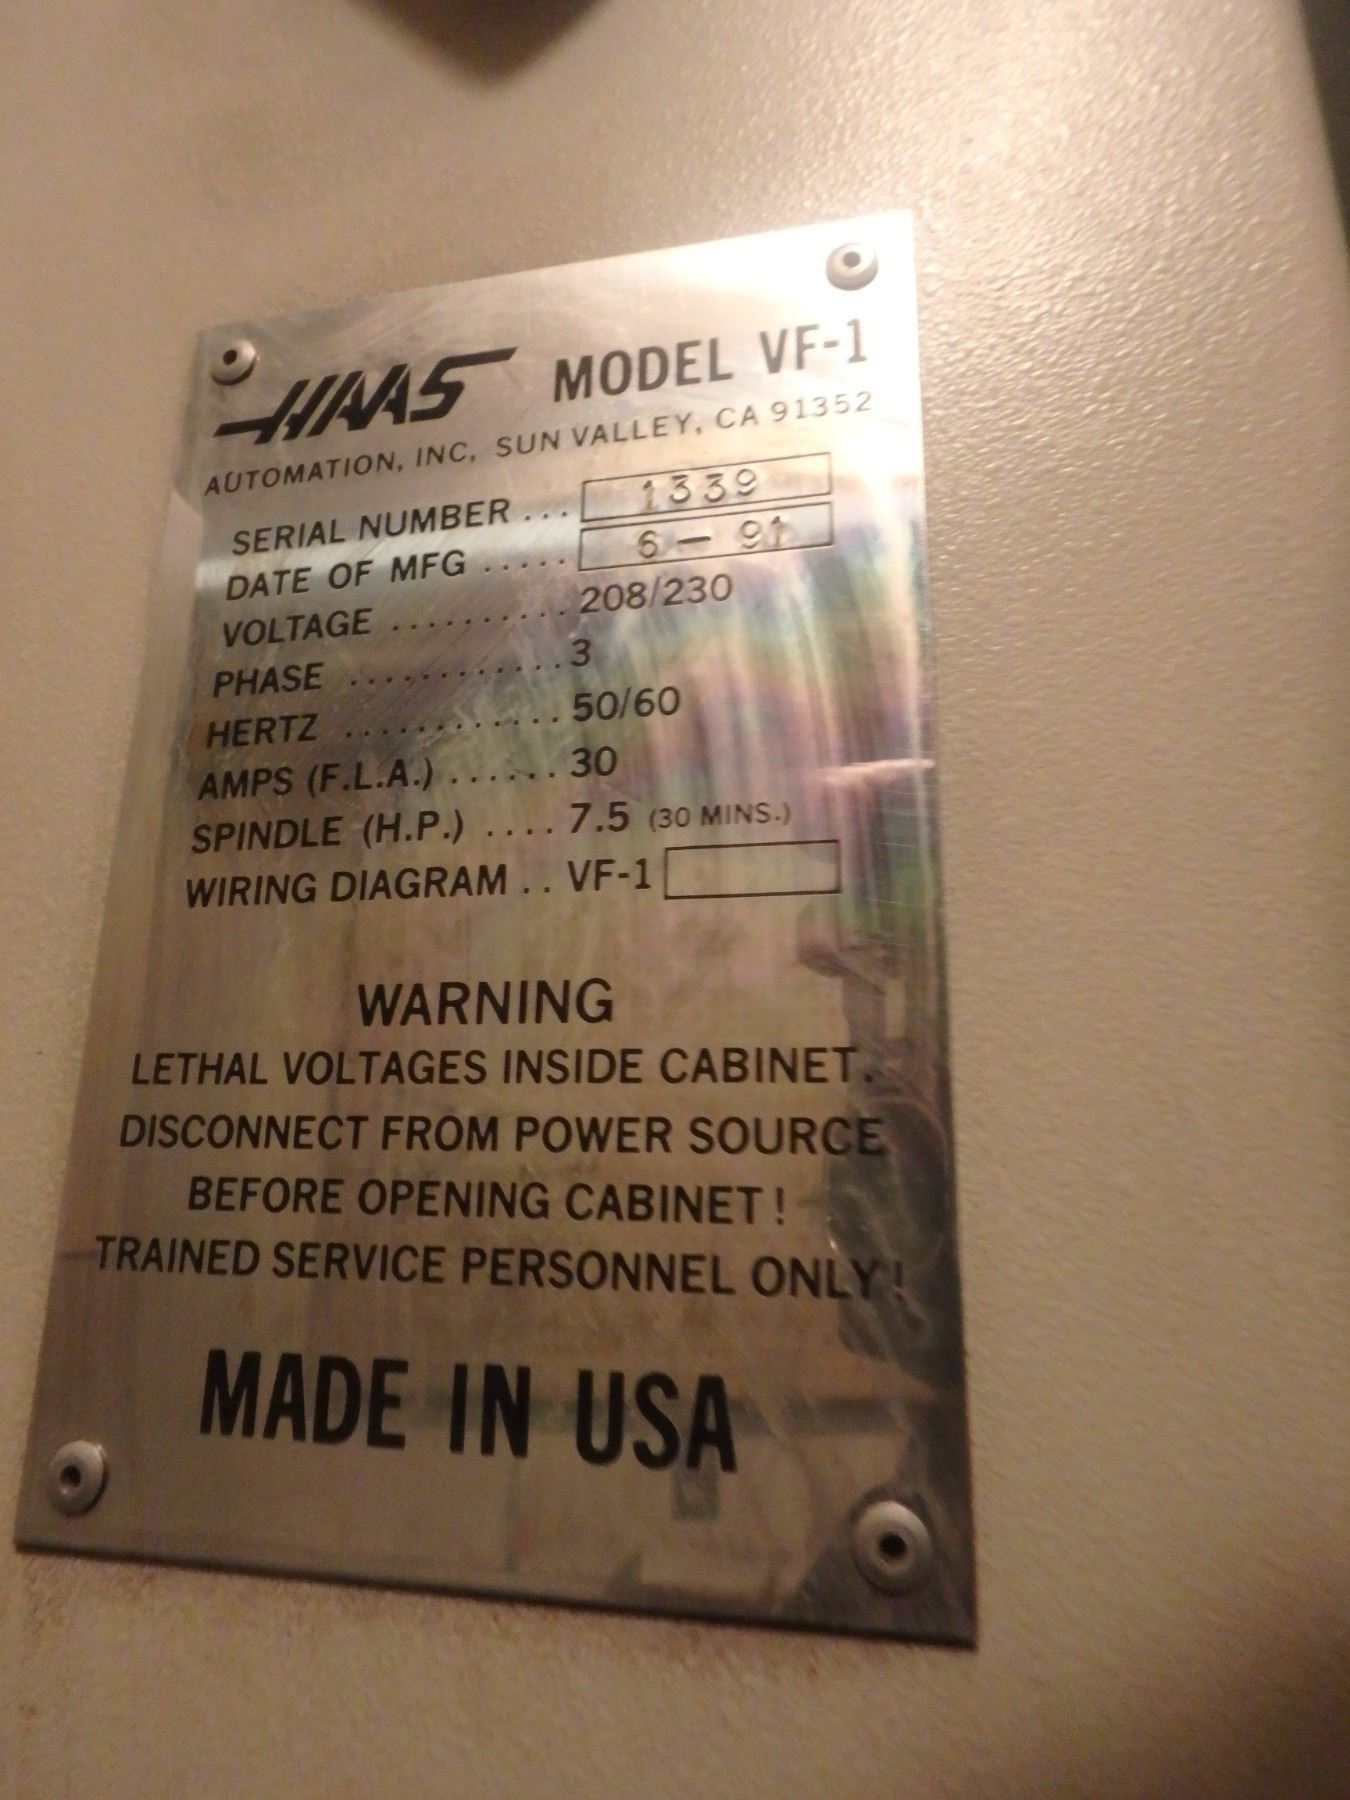 HAAS MODEL VF-1
AUTOMATION, INC, SUN VALLEY, CA 91352
SERIAL NUMBER ... 1339
DATE OF MFG ..... 6 - 91
VOLTAGE .......... 208/230
PHASE ............ 3
HERTZ ............ 50/60
AMPS (F.L.A.) ...... 30
SPINDLE (H.P.) .... 7.5 (30 MINS.)
WIRING DIAGRAM .. VF-1
WARNING
LETHAL VOLTAGES INSIDE CABINET.
DISCONNECT FROM POWER SOURCE
BEFORE OPENING CABINET!
TRAINED SERVICE PERSONNEL ONLY!
MADE IN USA